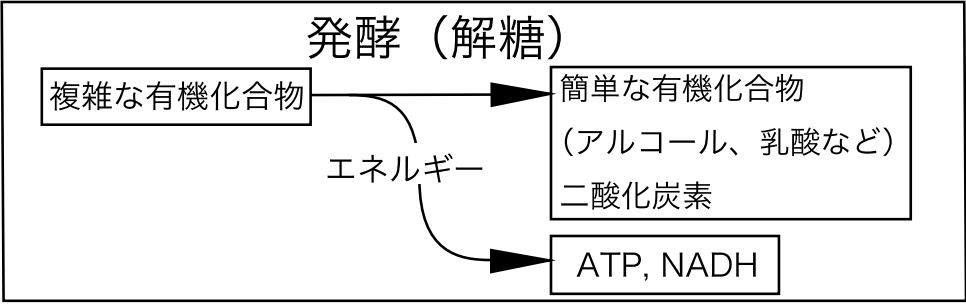 発酵（解糖）
複雑な有機化合物
簡単な有機化合物
（アルコール、乳酸など）
二酸化炭素
エネルギー
ATP, NADH